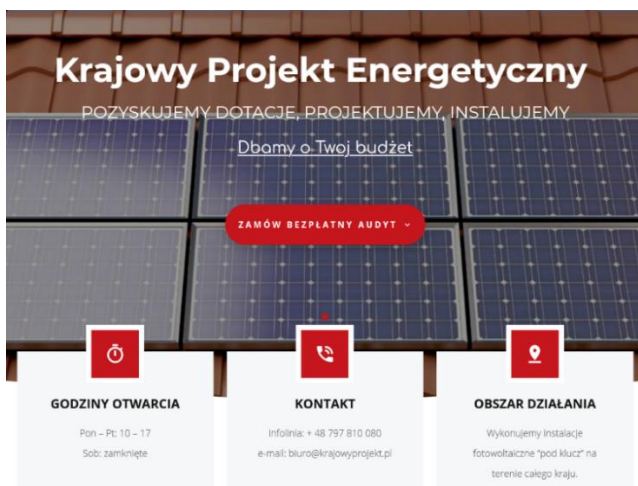 Krajowy Projekt Energetyczny
POZYSKUJEMY DOTACJE, PROJEKTUJEMY, INSTALUJEMY
Dbamy o Twoj budżet
ZAMÓW BEZPŁATNY AUDYT
GODZINY OTWARCIA
Pon – Pt: 10 – 17
Sob: zamknięte
KONTAKT
Infolinia: + 48 797 810 080
e-mail: biuro@krajowyprojekt.pl
OBSZAR DZIAŁANIA
Wykonujemy instalacje
fotowoltaiczne "pod klucz" na
terenie całego kraju.